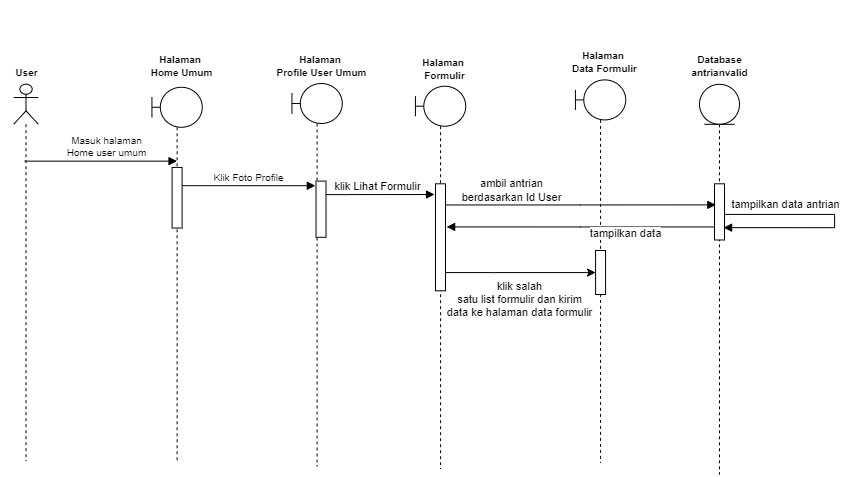 User
Halaman
Home Umum
Halaman
Profile User Umum
Halaman
Formulir
Halaman
Data Formulir
Database
antrianvalid
Masuk halaman
Home user umum
Klik Foto Profile
klik Lihat Formulir
ambil antrian
berdasarkan Id User
tampilkan data antrian
tampilkan data
klik salah
satu list formulir dan kirim
data ke halaman data formulir